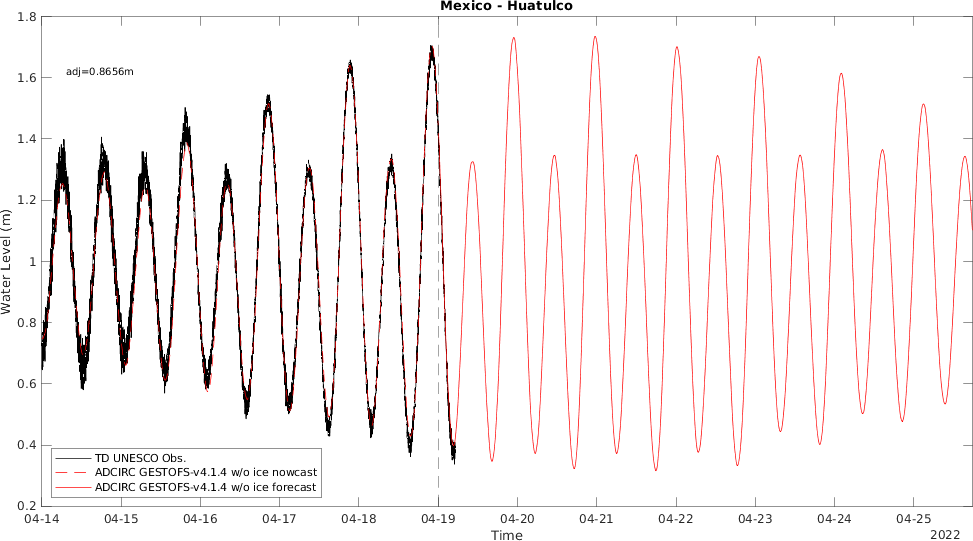 Mexico - Huatulco
1.8
1.6
1.4
1.2
1
0.8
0.6
0.4
0.2
Water Level (m)
adj=0.8656m
TD UNESCO Obs.
ADCIRC GESTOFS-v4.1.4 w/o ice nowcast
ADCIRC GESTOFS-v4.1.4 w/o ice forecast
04-14 04-15 04-16 04-17 04-18 04-19 04-20 04-21 04-22 04-23 04-24 04-25
Time
2022